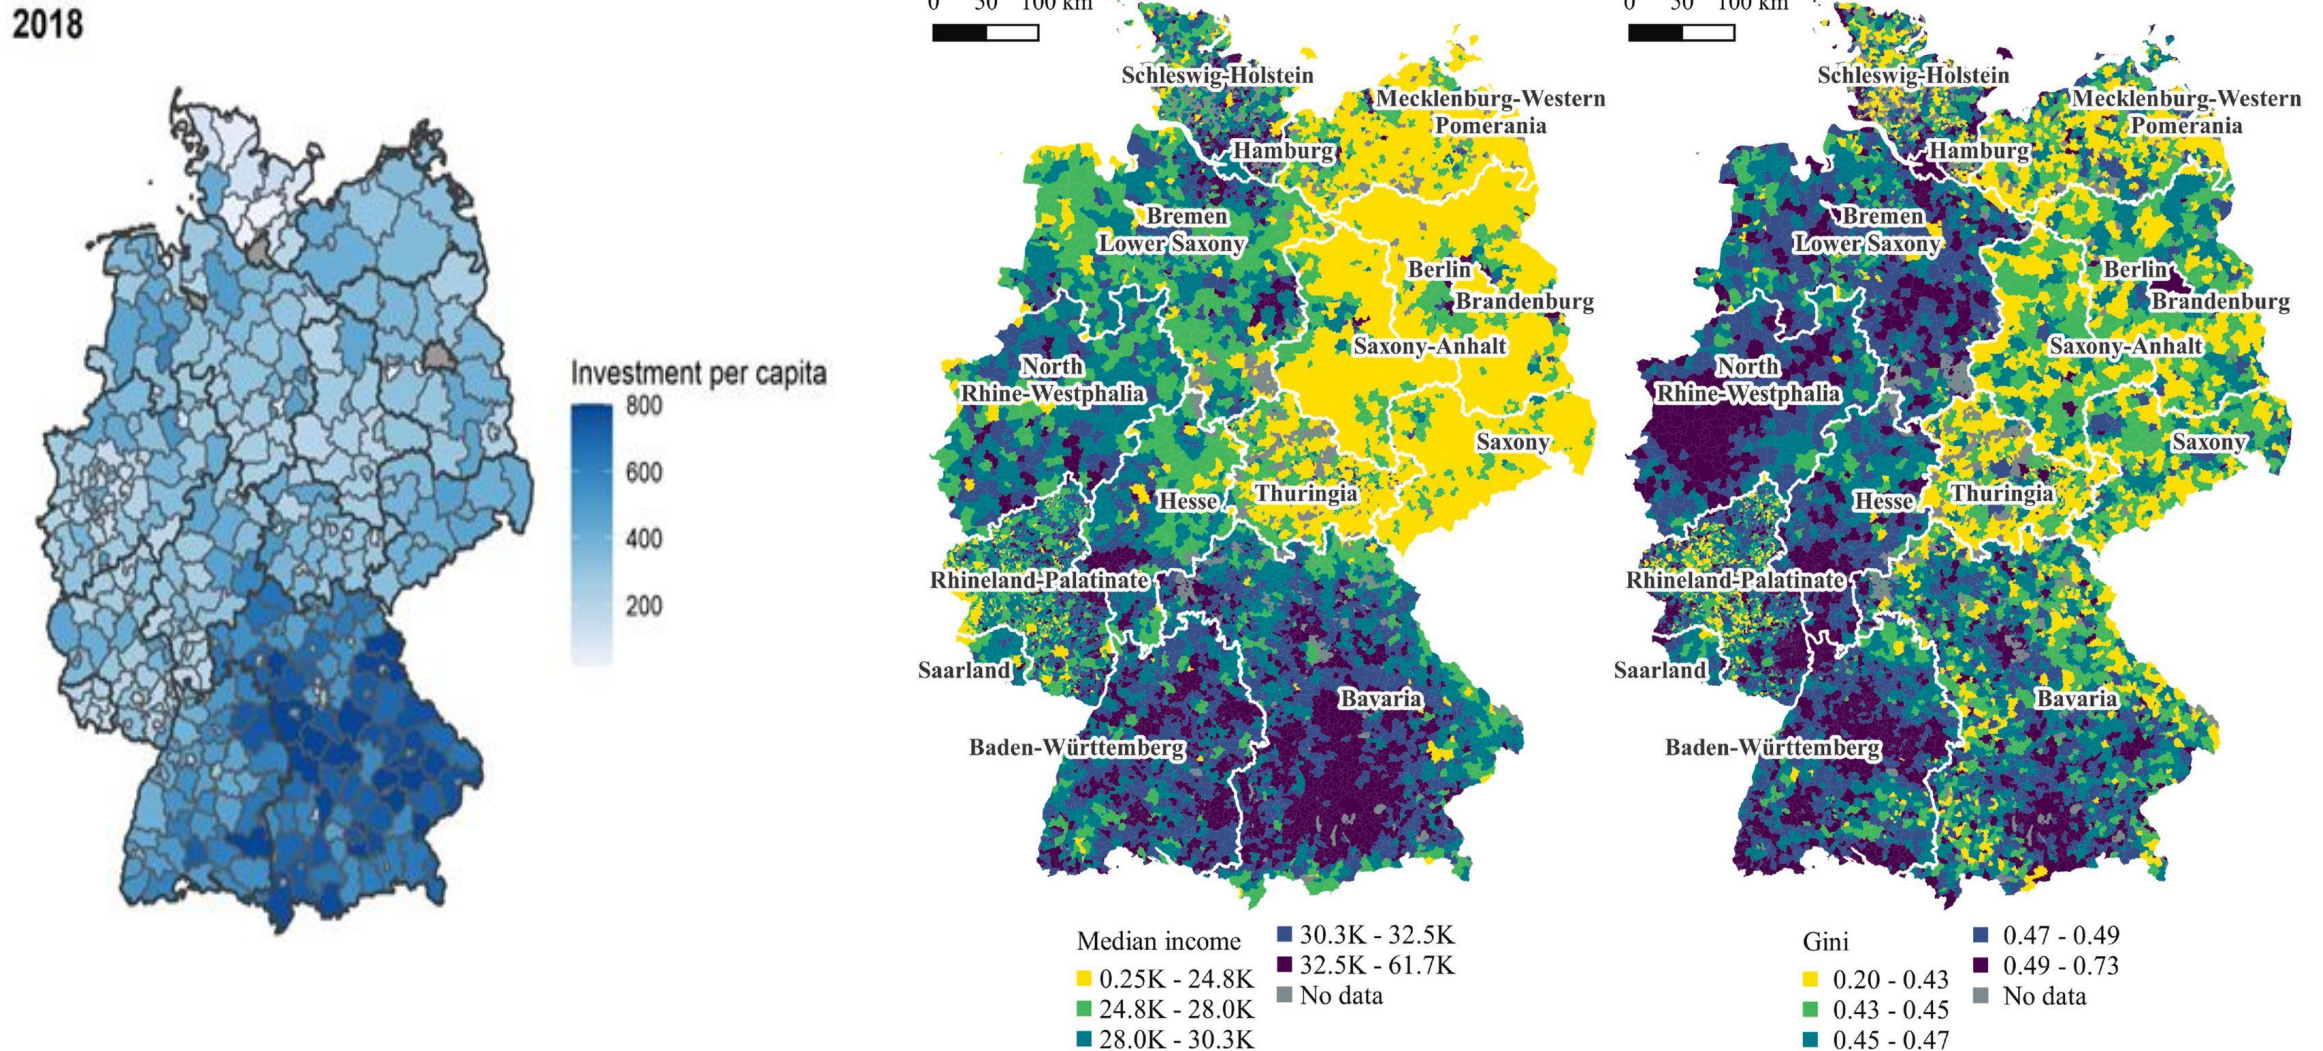 2018
Investment per capita
800
600
400
200
0 50 100 km
Schleswig-Holstein
Mecklenburg-Western
Pomerania
Hamburg
Bremen
Lower Saxony
Berlin
Brandenburg
Saxony-Anhalt
North
Rhine-Westphalia
Saxony
Hesse
Thuringia
Rhineland-Palatinate
Saarland
Bavaria
Baden-Württemberg
Median income
0.25K - 24.8K
24.8K - 28.0K
28.0K - 30.3K
30.3K - 32.5K
32.5K - 61.7K
No data
0 50 100 km
Schleswig-Holstein
Mecklenburg-Western
Pomerania
Hamburg
Bremen
Lower Saxony
Berlin
Brandenburg
Saxony-Anhalt
North
Rhine-Westphalia
Saxony
Hesse
Thuringia
Rhineland-Palatinate
Saarland
Bavaria
Baden-Württemberg
Gini
0.20 - 0.43
0.43 - 0.45
0.45 - 0.47
0.47 - 0.49
0.49 - 0.73
No data